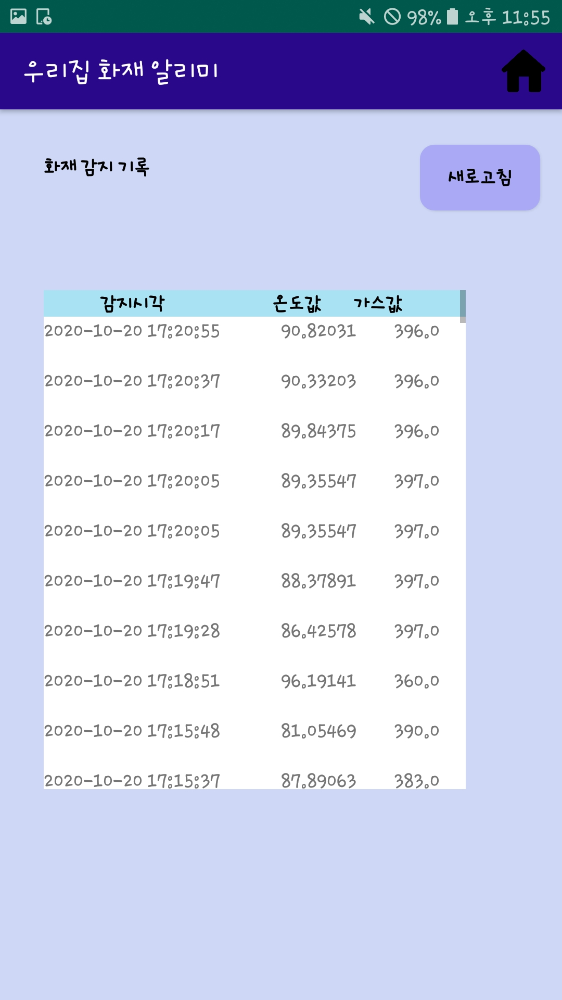 98% 오후 11:55
우리집 화재 알리미
화재 감지 기록
새로고침
감지시각 온도값 가스값
2020-10-20 17:20:55 90.82031 396.0
2020-10-20 17:20:37 90.33203 396.0
2020-10-20 17:20:17 89.84375 396.0
2020-10-20 17:20:05 89.35547 397.0
2020-10-20 17:20:05 89.35547 397.0
2020-10-20 17:19:47 88.37891 397.0
2020-10-20 17:19:28 86.42578 397.0
2020-10-20 17:18:51 96.19141 360.0
2020-10-20 17:15:48 81.05469 390.0
2020-10-20 17:15:37 87.89063 383.0